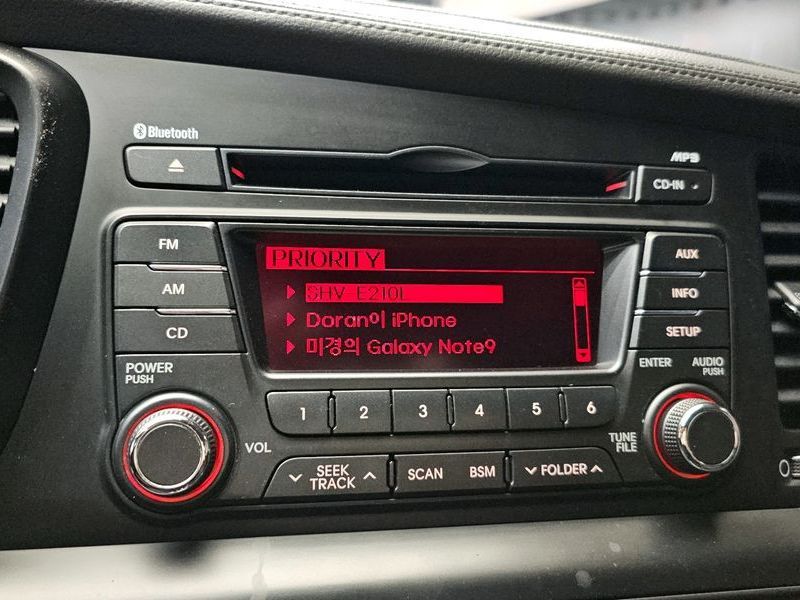 Bluetooth
MP3
CD-IN
FM
AM
CD
PRIORITY
SHV-E210L
Doran이 iPhone
미경의 Galaxy Note9
AUX
INFO
SETUP
POWER
PUSH
ENTER
AUDIO
PUSH
1 2 3 4 5 6
VOL
TUNE
FILE
SEEK
TRACK
SCAN BSM
FOLDER
0